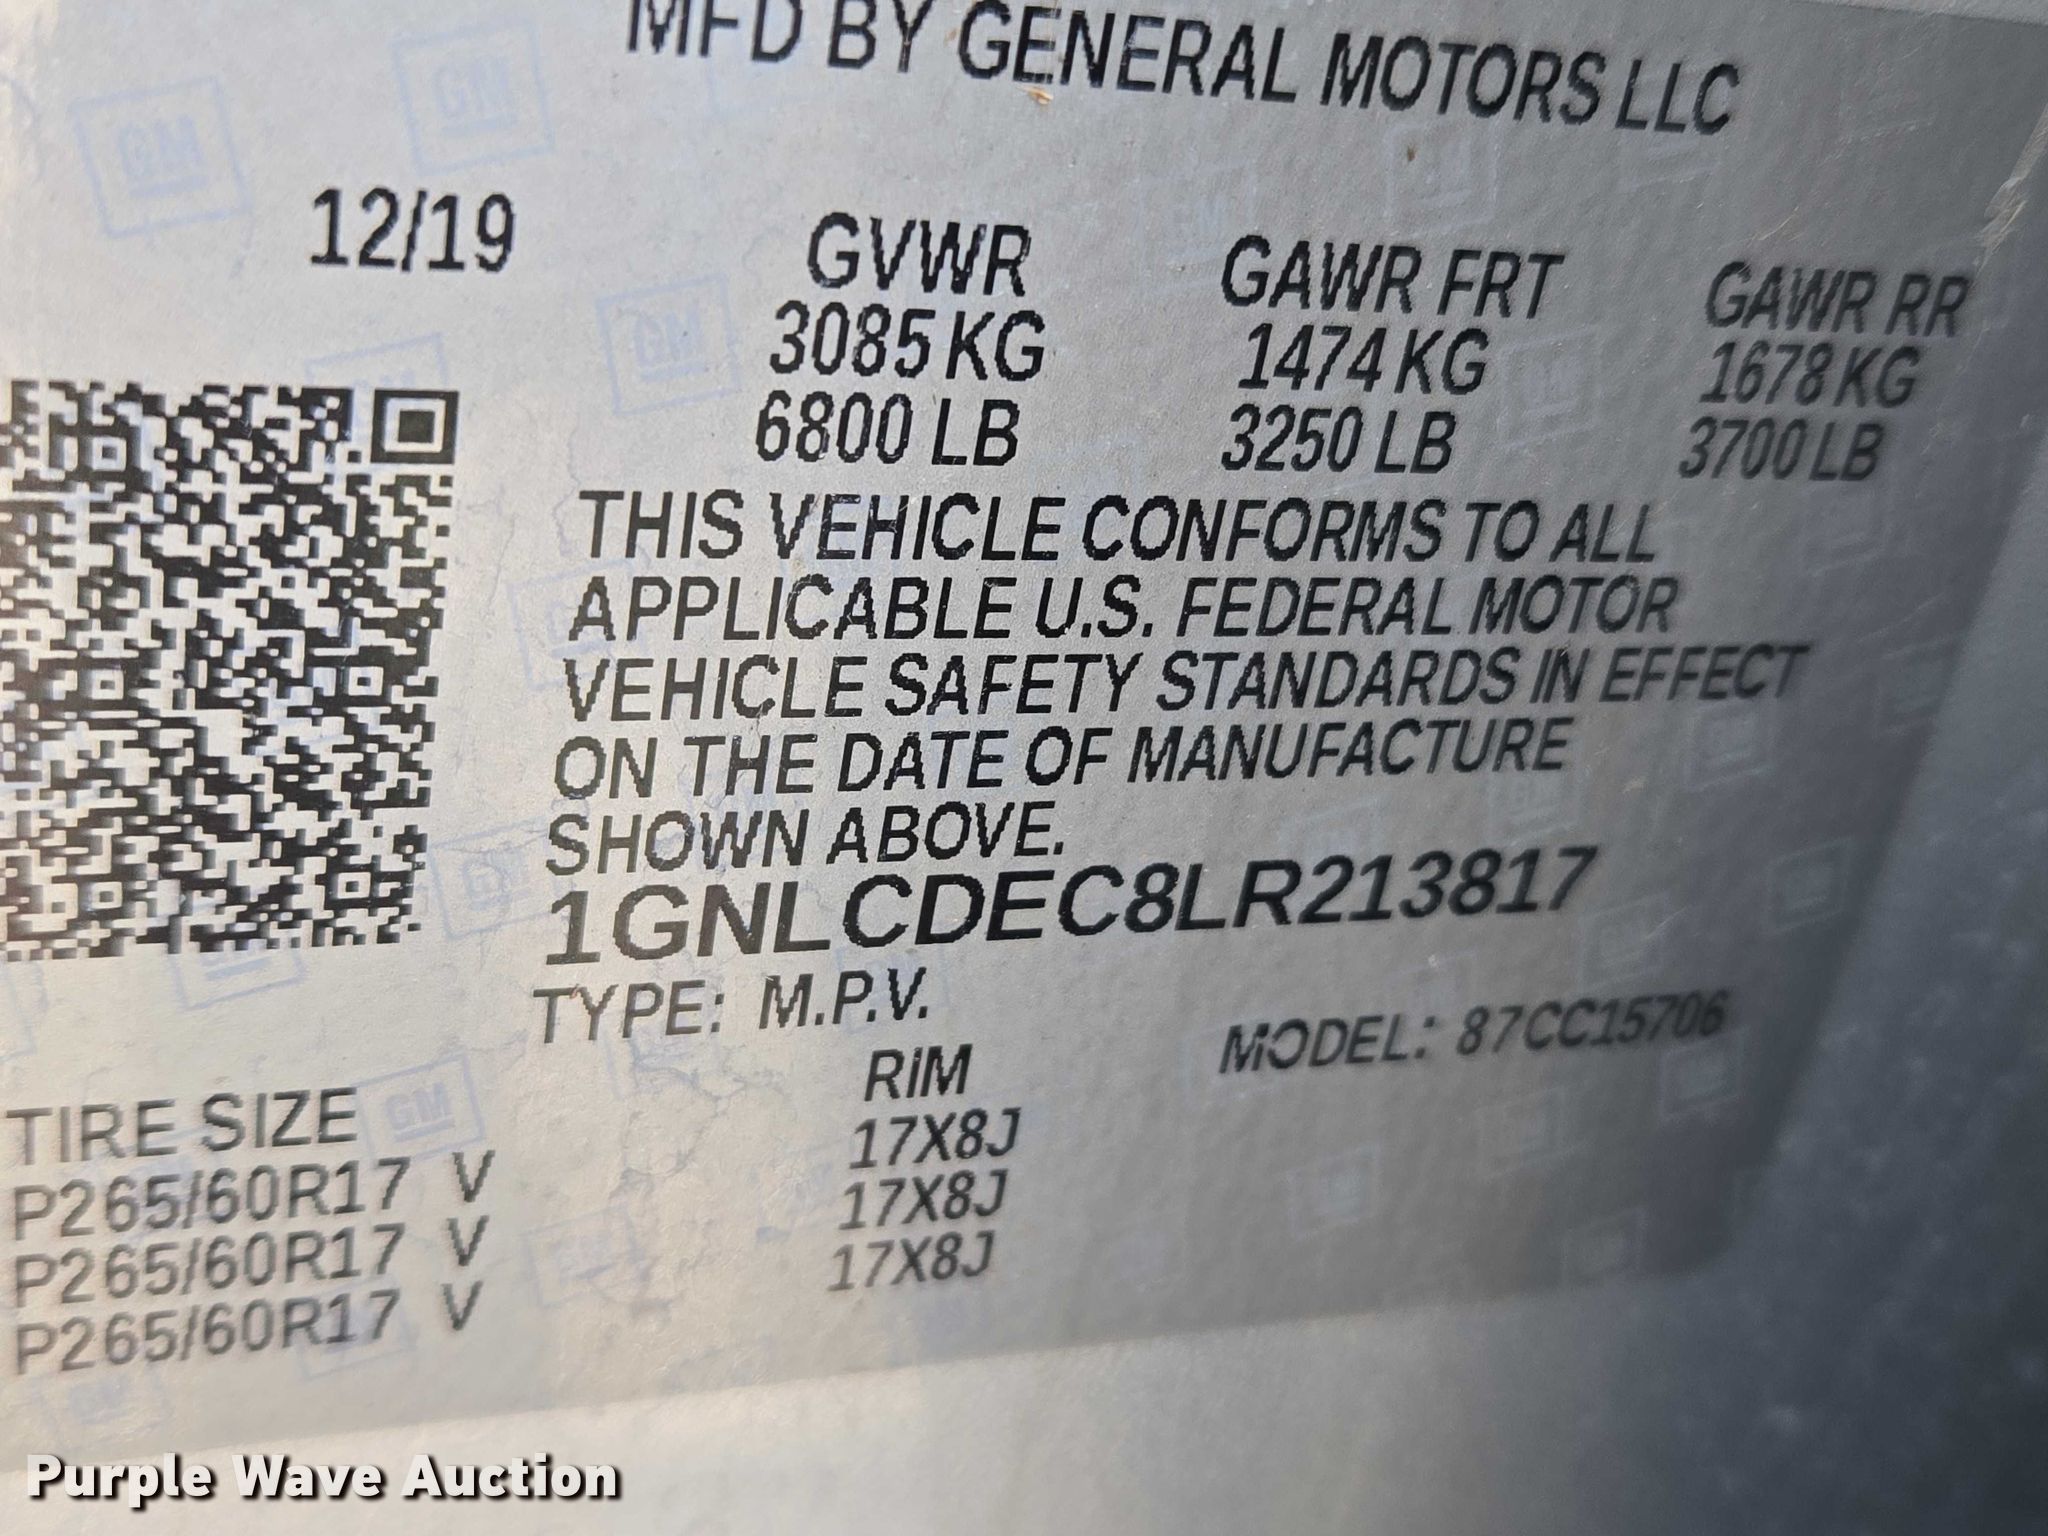 MFD BY GENERAL MOTORS LLC
12/19 GVWR GAWR FRT GAWR RR
3085 KG 1474 KG 1678 KG
6800 LB 3250 LB 3700 LB
THIS VEHICLE CONFORMS TO ALL
APPLICABLE U.S. FEDERAL MOTOR
VEHICLE SAFETY STANDARDS IN EFFECT
ON THE DATE OF MANUFACTURE
SHOWN ABOVE.
1GNLCDEC8LR213817
TYPE: M.P.V. MODEL: 87CC15706
TIRE SIZE RIM
P265/60R17 V 17X8J
P265/60R17 V 17X8J
P265/60R17 V 17X8J
GM
Purple Wave Auction